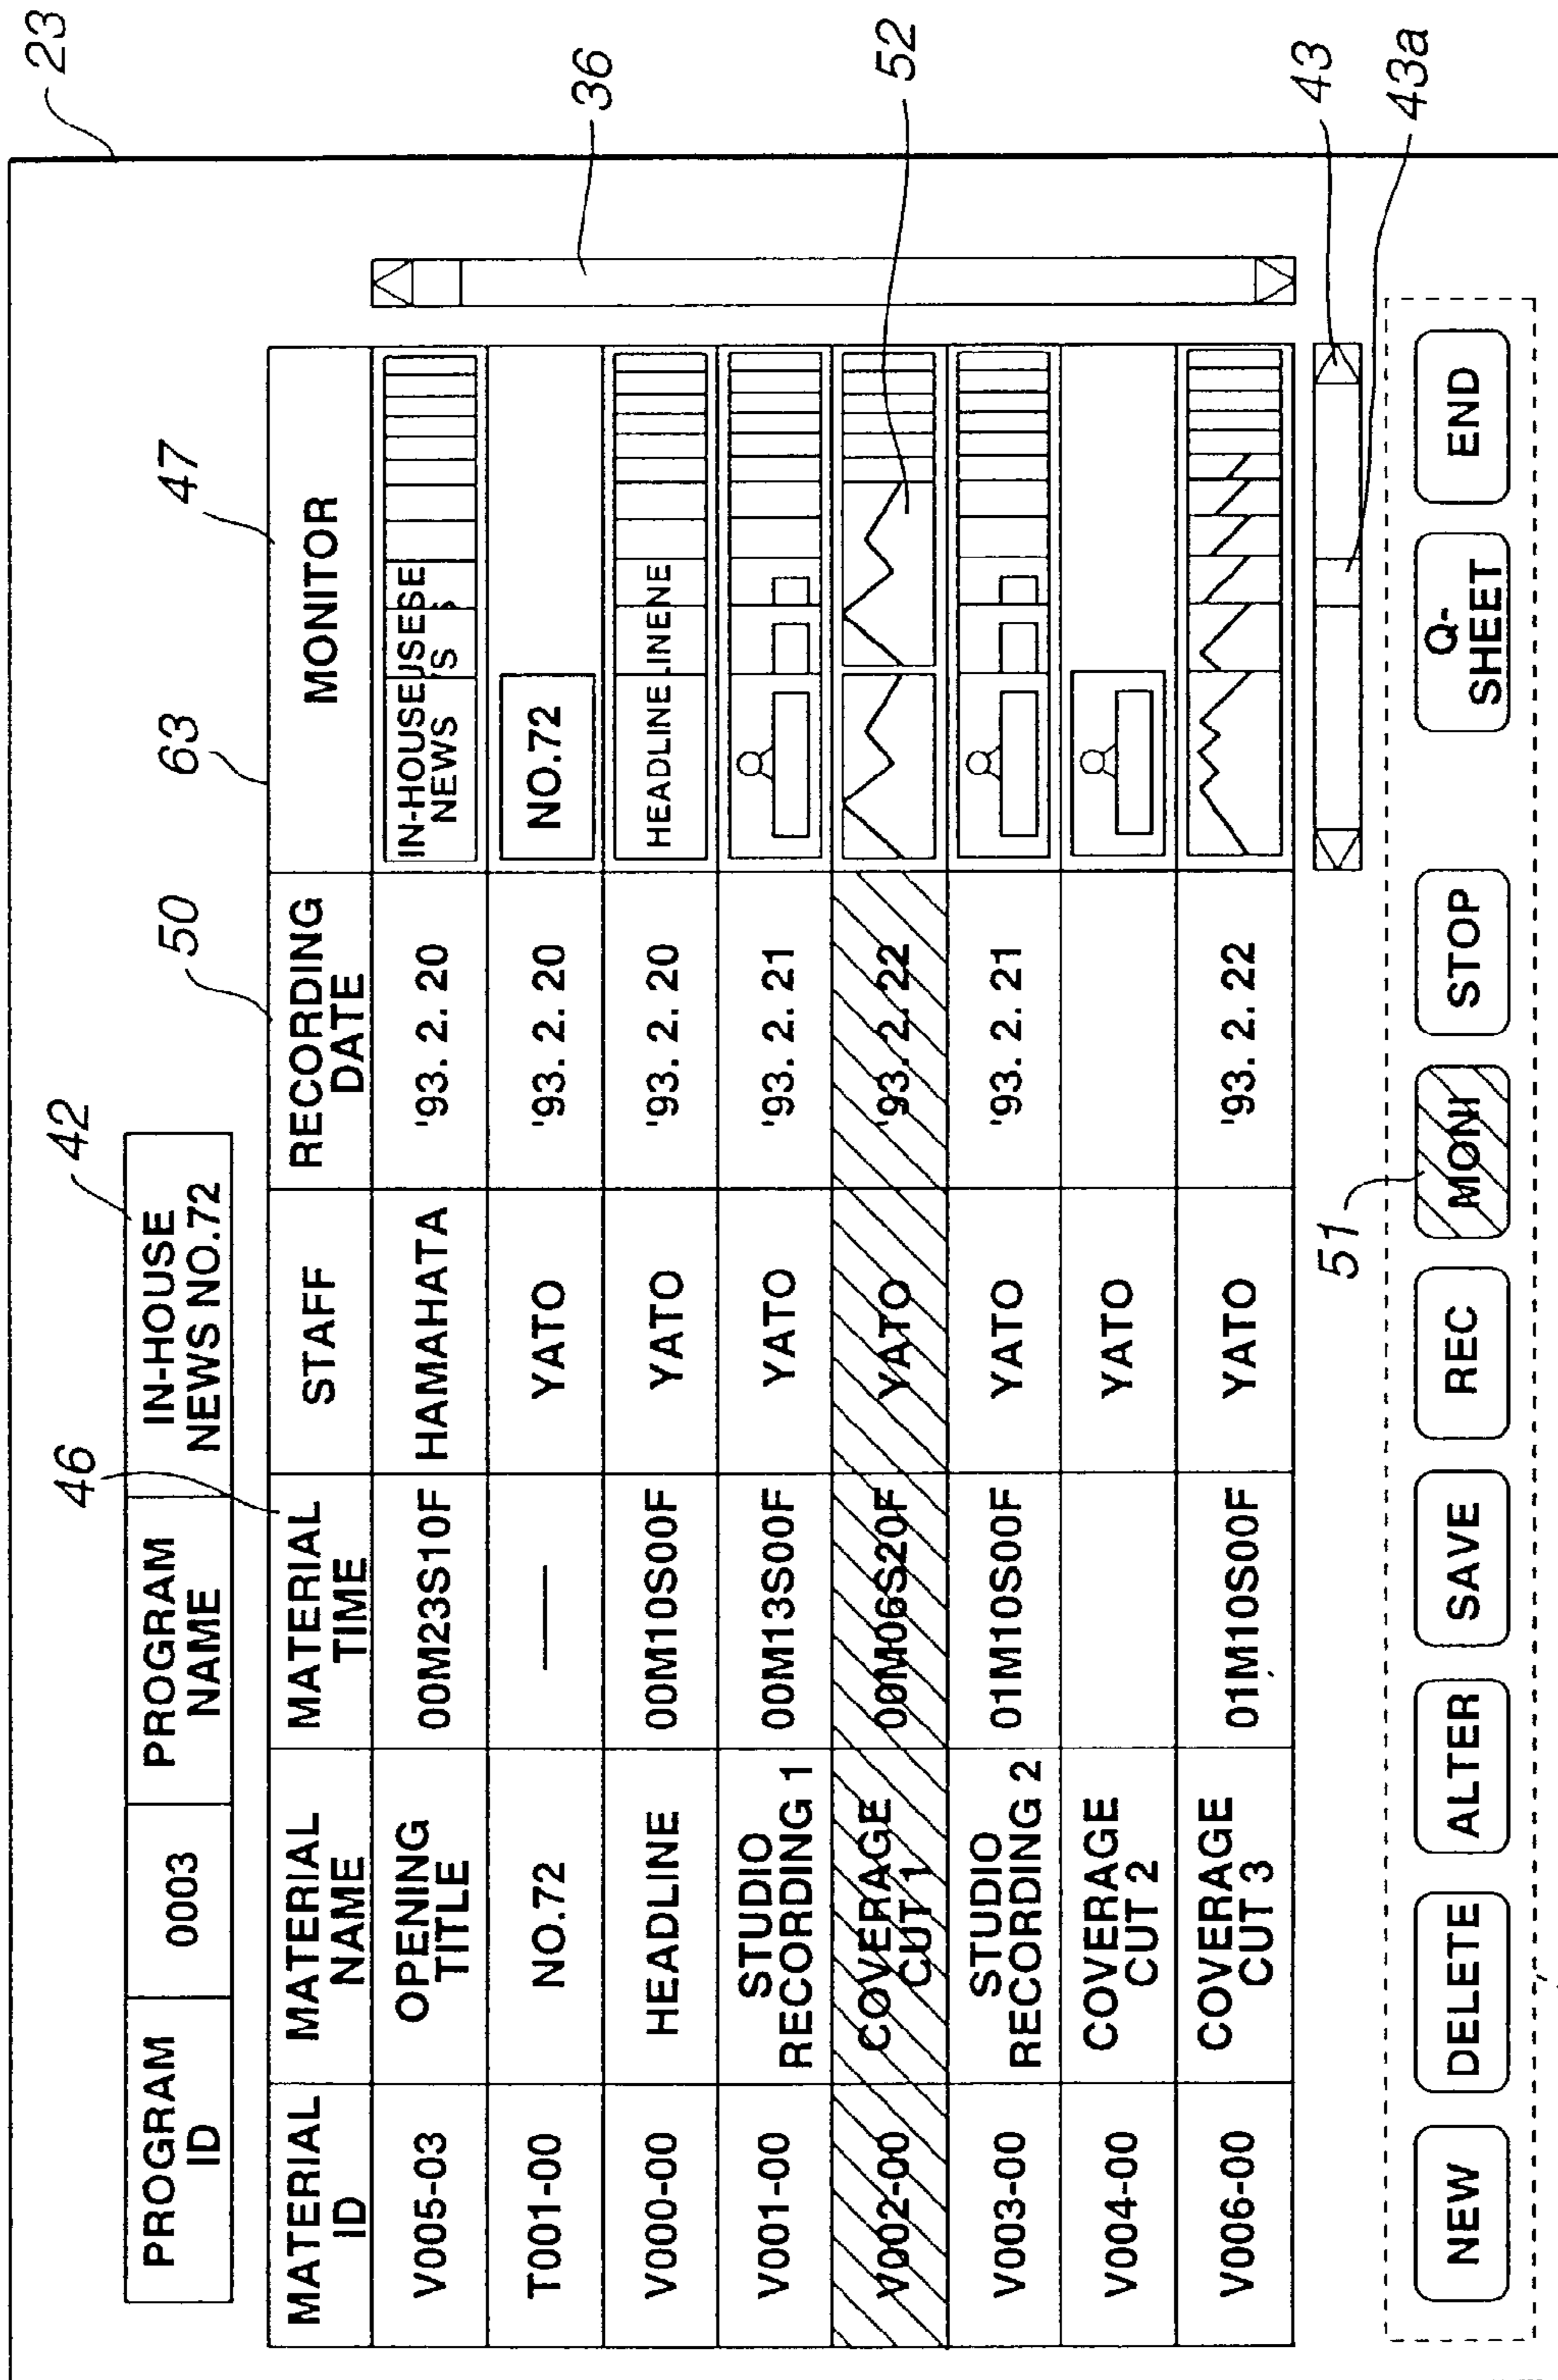 23
PROGRAM ID
0003
PROGRAM NAME
IN-HOUSE NEWS NO.72
42
46
50
63
47
MATERIAL ID
MATERIAL NAME
MATERIAL TIME
STAFF
RECORDING DATE
MONITOR
V005-03
OPENING TITLE
00M23S10F
HAMAHATA
'93. 2. 20
IN-HOUSE NEWS
USE
'S
SE
T001-00
NO.72
—
YATO
'93. 2. 20
NO.72
36
V000-00
HEADLINE
00M10S00F
YATO
'93. 2. 20
HEADLINE
LINE
NE
V001-00
STUDIO RECORDING 1
00M13S00F
YATO
'93. 2. 21
V002-00
COVERAGE CUT 1
00M06S20F
YATO
'93. 2. 22
52
V003-00
STUDIO RECORDING 2
01M10S00F
YATO
'93. 2. 21
V004-00
COVERAGE CUT 2
YATO
V006-00
COVERAGE CUT 3
01M10S00F
YATO
'93. 2. 22
43
43a
51
NEW
DELETE
ALTER
SAVE
REC
MONI
STOP
Q-SHEET
END